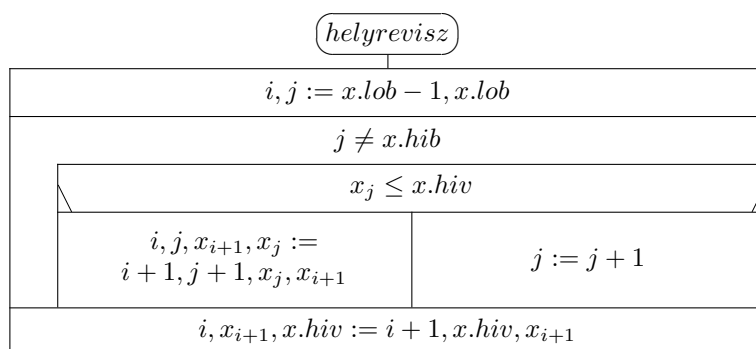 helyrevisz
i, j := x.lob − 1, x.lob
j ≠ x.hib
x_j ≤ x.hiv
i, j, x_{i+1}, x_j :=
i + 1, j + 1, x_j, x_{i+1}
j := j + 1
i, x_{i+1}, x.hiv := i + 1, x.hiv, x_{i+1}